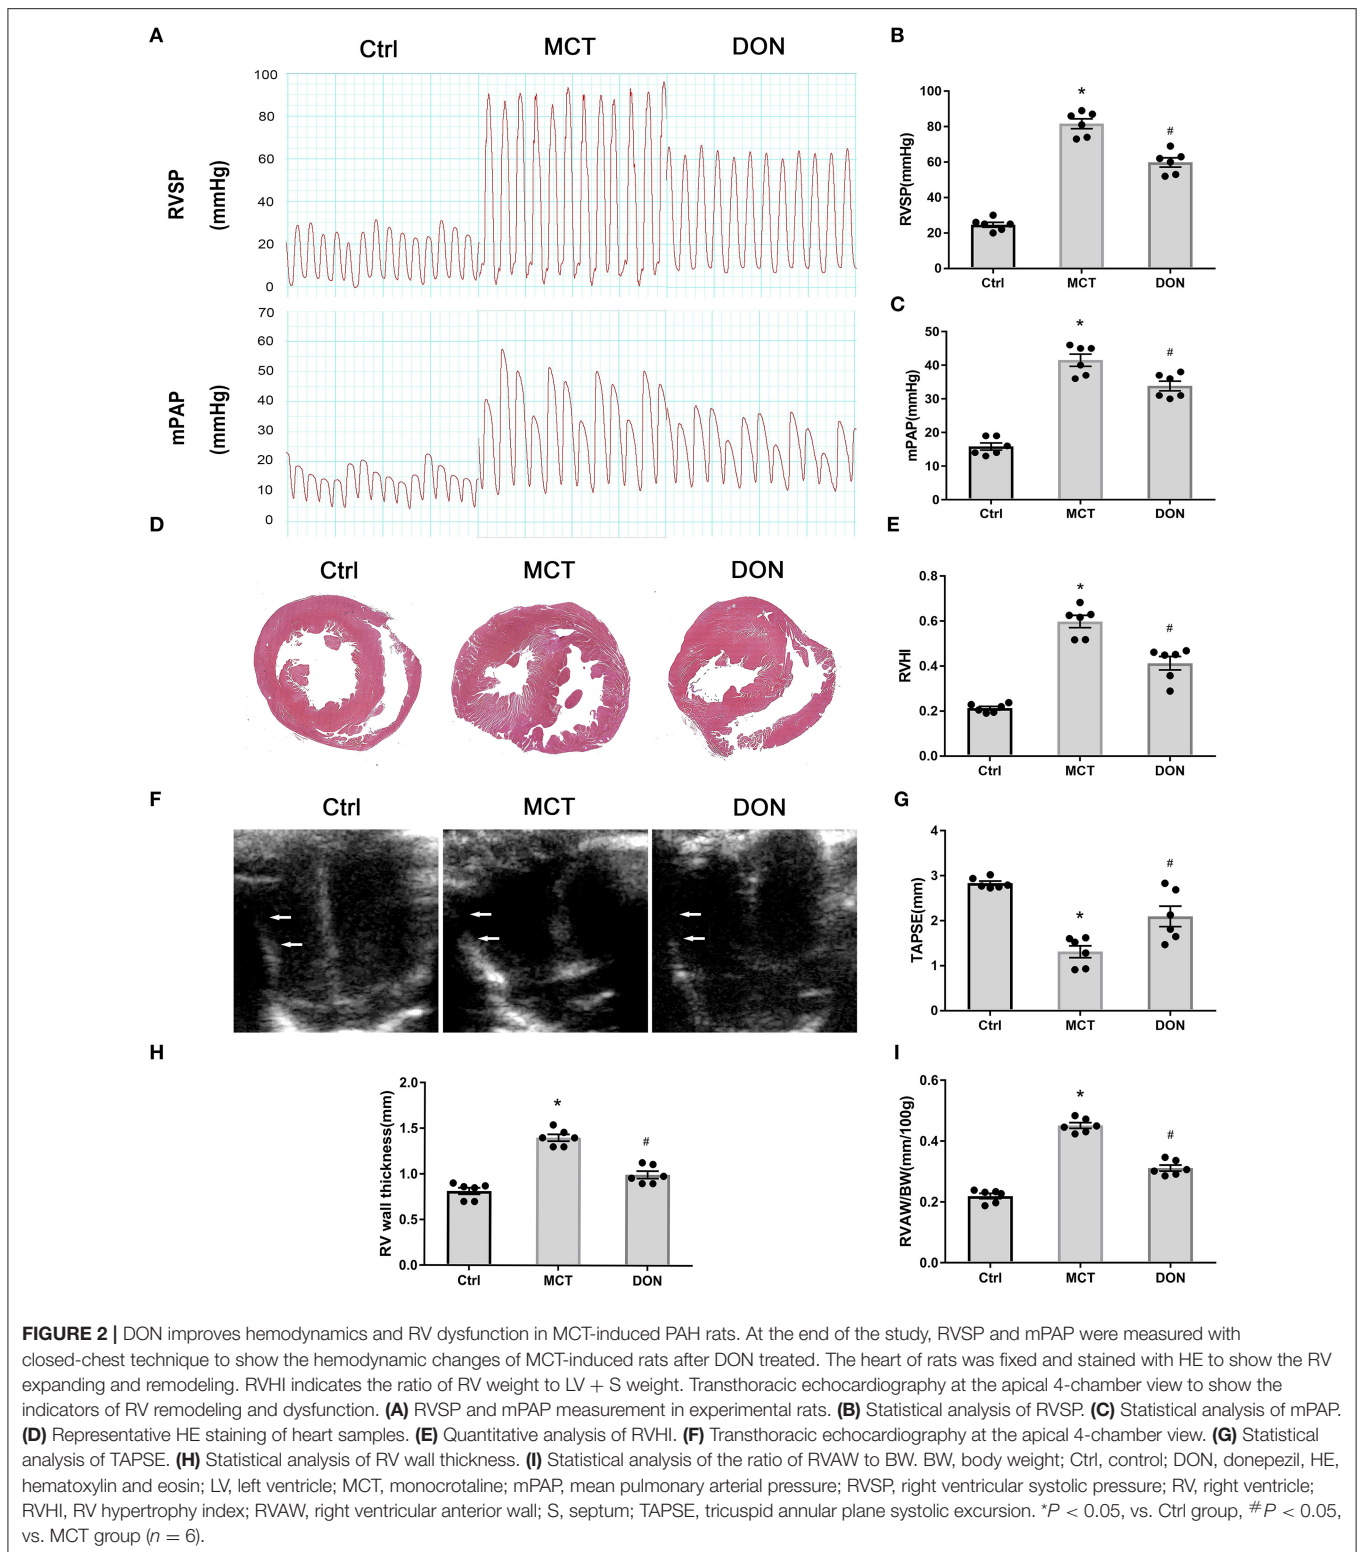 A
Ctrl
MCT
DON
RVSP
(mmHg)
100
80
60
40
20
0
mPAP
(mmHg)
70
60
50
40
30
20
10
0
B
RVSP(mmHg)
100
80
60
40
20
0
*
#
Ctrl
MCT
DON
C
mPAP(mmHg)
50
40
30
20
10
0
*
#
Ctrl
MCT
DON
D
Ctrl
MCT
DON
E
RVHI
0.8
0.6
0.4
0.2
0.0
*
#
Ctrl
MCT
DON
F
Ctrl
MCT
DON
G
TAPSE(mm)
4
3
2
1
0
*
#
Ctrl
MCT
DON
H
RV wall thickness(mm)
2.0
1.5
1.0
0.5
0.0
*
#
Ctrl
MCT
DON
I
RVAW/BW(mm/100g)
0.6
0.4
0.2
0.0
*
#
Ctrl
MCT
DON
FIGURE 2 | DON improves hemodynamics and RV dysfunction in MCT-induced PAH rats. At the end of the study, RVSP and mPAP were measured with
closed-chest technique to show the hemodynamic changes of MCT-induced rats after DON treated. The heart of rats was fixed and stained with HE to show the RV
expanding and remodeling. RVHI indicates the ratio of RV weight to LV + S weight. Transthoracic echocardiography at the apical 4-chamber view to show the
indicators of RV remodeling and dysfunction. (A) RVSP and mPAP measurement in experimental rats. (B) Statistical analysis of RVSP. (C) Statistical analysis of mPAP.
(D) Representative HE staining of heart samples. (E) Quantitative analysis of RVHI. (F) Transthoracic echocardiography at the apical 4-chamber view. (G) Statistical
analysis of TAPSE. (H) Statistical analysis of RV wall thickness. (I) Statistical analysis of the ratio of RVAW to BW. BW, body weight; Ctrl, control; DON, donepezil, HE,
hematoxylin and eosin; LV, left ventricle; MCT, monocrotaline; mPAP, mean pulmonary arterial pressure; RVSP, right ventricular systolic pressure; RV, right ventricle;
RVHI, RV hypertrophy index; RVAW, right ventricular anterior wall; S, septum; TAPSE, tricuspid annular plane systolic excursion. *P < 0.05, vs. Ctrl group, #P < 0.05,
vs. MCT group (n = 6).